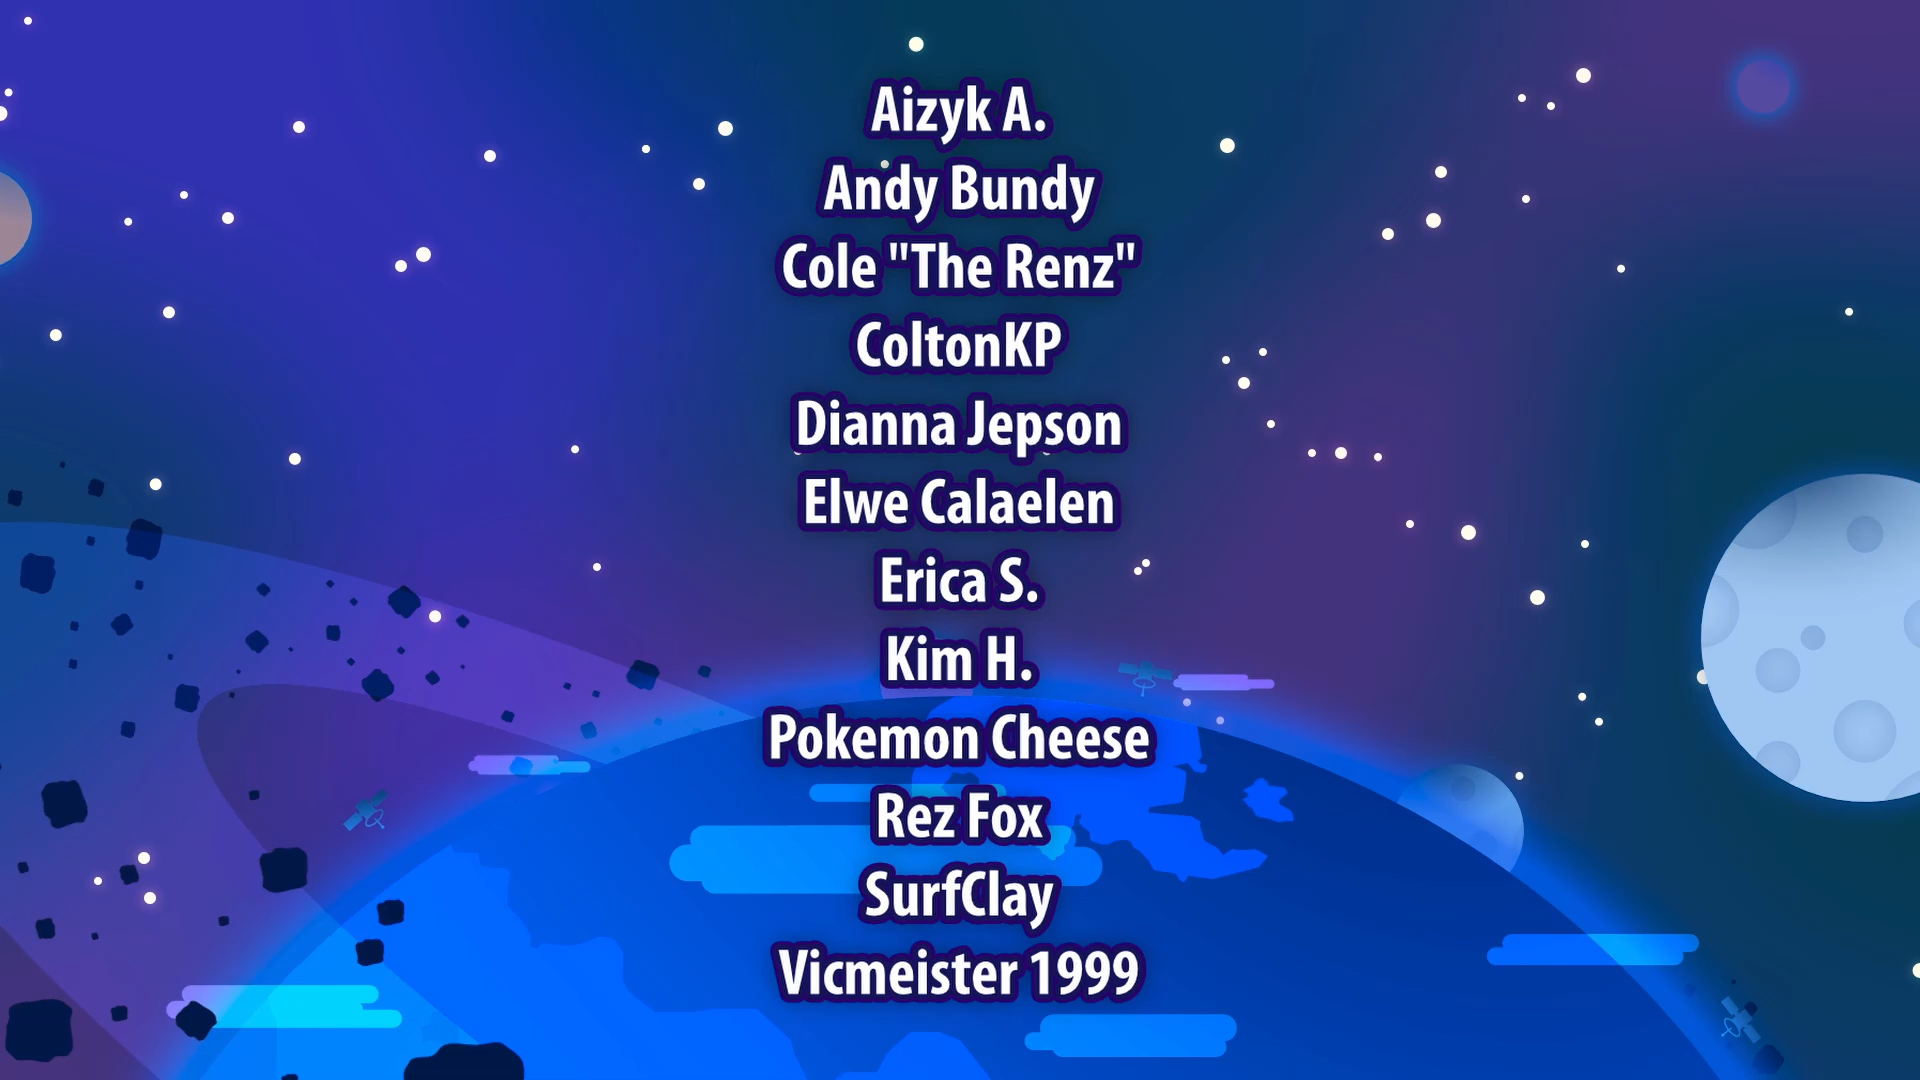 Aizyk A.
Andy Bundy
Cole "The Renz"
ColtonKP
Dianna Jepson
Elwe Calaelen
Erica S.
Kim H.
Pokemon Cheese
Rez Fox
SurfClay
Vicmeister 1999